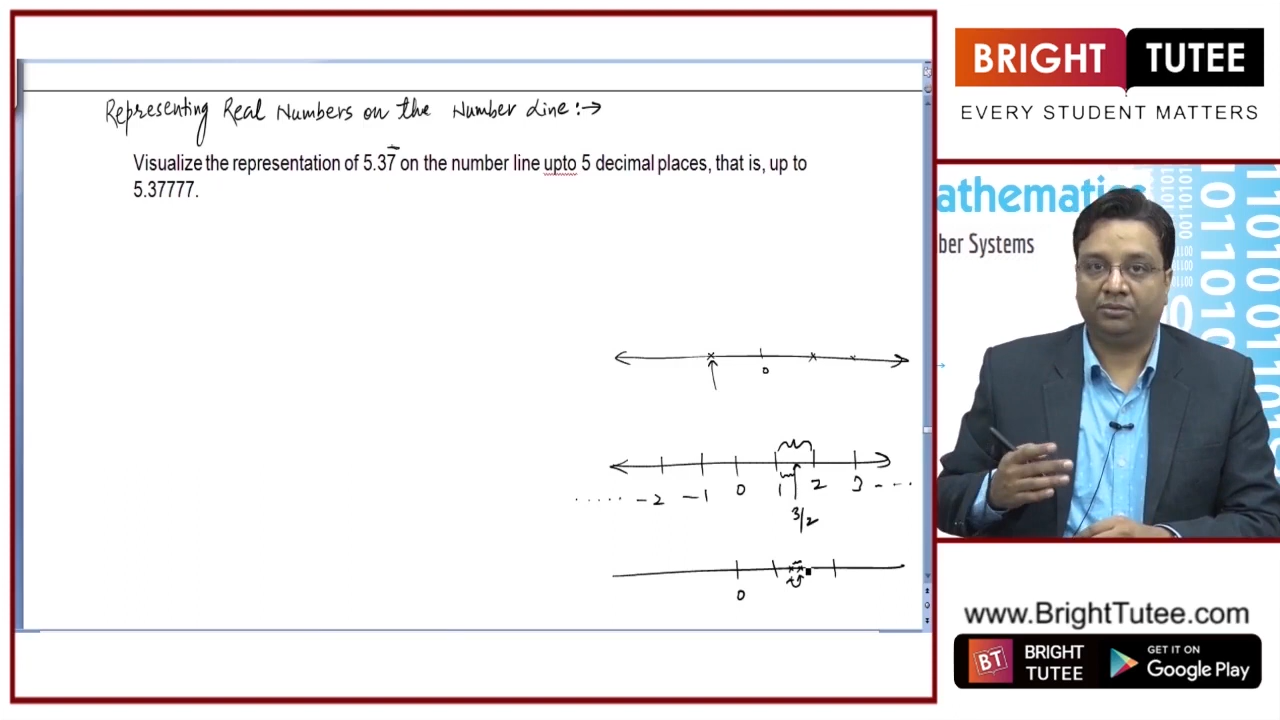 Representing Real Numbers on the Number Line:→
Visualize the representation of 5.37̅ on the number line upto 5 decimal places, that is, up to
5.37777.
0
..... -2 -1 0 1 2 3 - ...
3/2
0
BRIGHT TUTEE
EVERY STUDENT MATTERS
athematics
ber Systems
www.BrightTutee.com
BT BRIGHT TUTEE
GET IT ON
Google Play